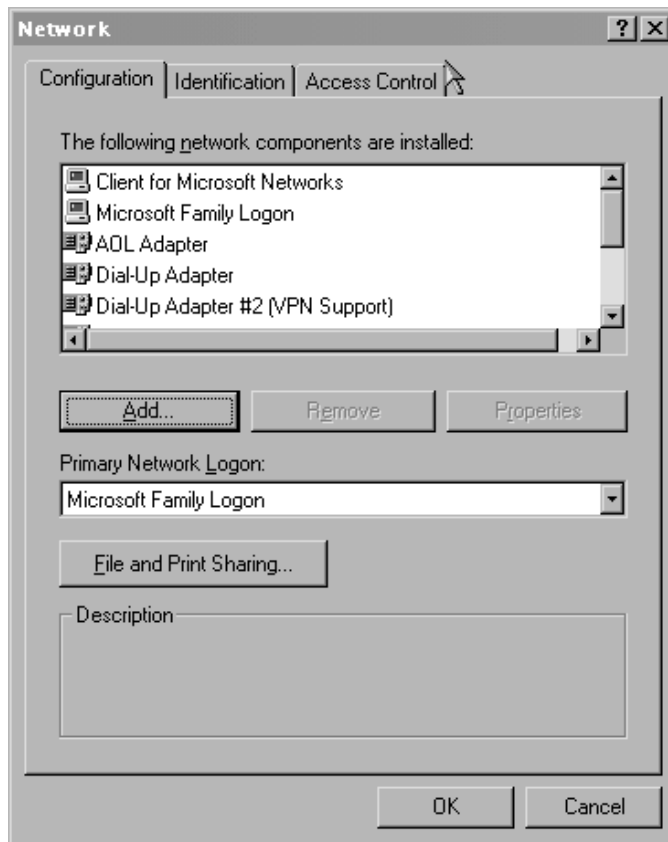 Network
Configuration Identification Access Control
The following network components are installed:
Client for Microsoft Networks
Microsoft Family Logon
AOL Adapter
Dial-Up Adapter
Dial-Up Adapter #2 (VPN Support)
Add... Remove Properties
Primary Network Logon:
Microsoft Family Logon
File and Print Sharing...
Description
OK Cancel